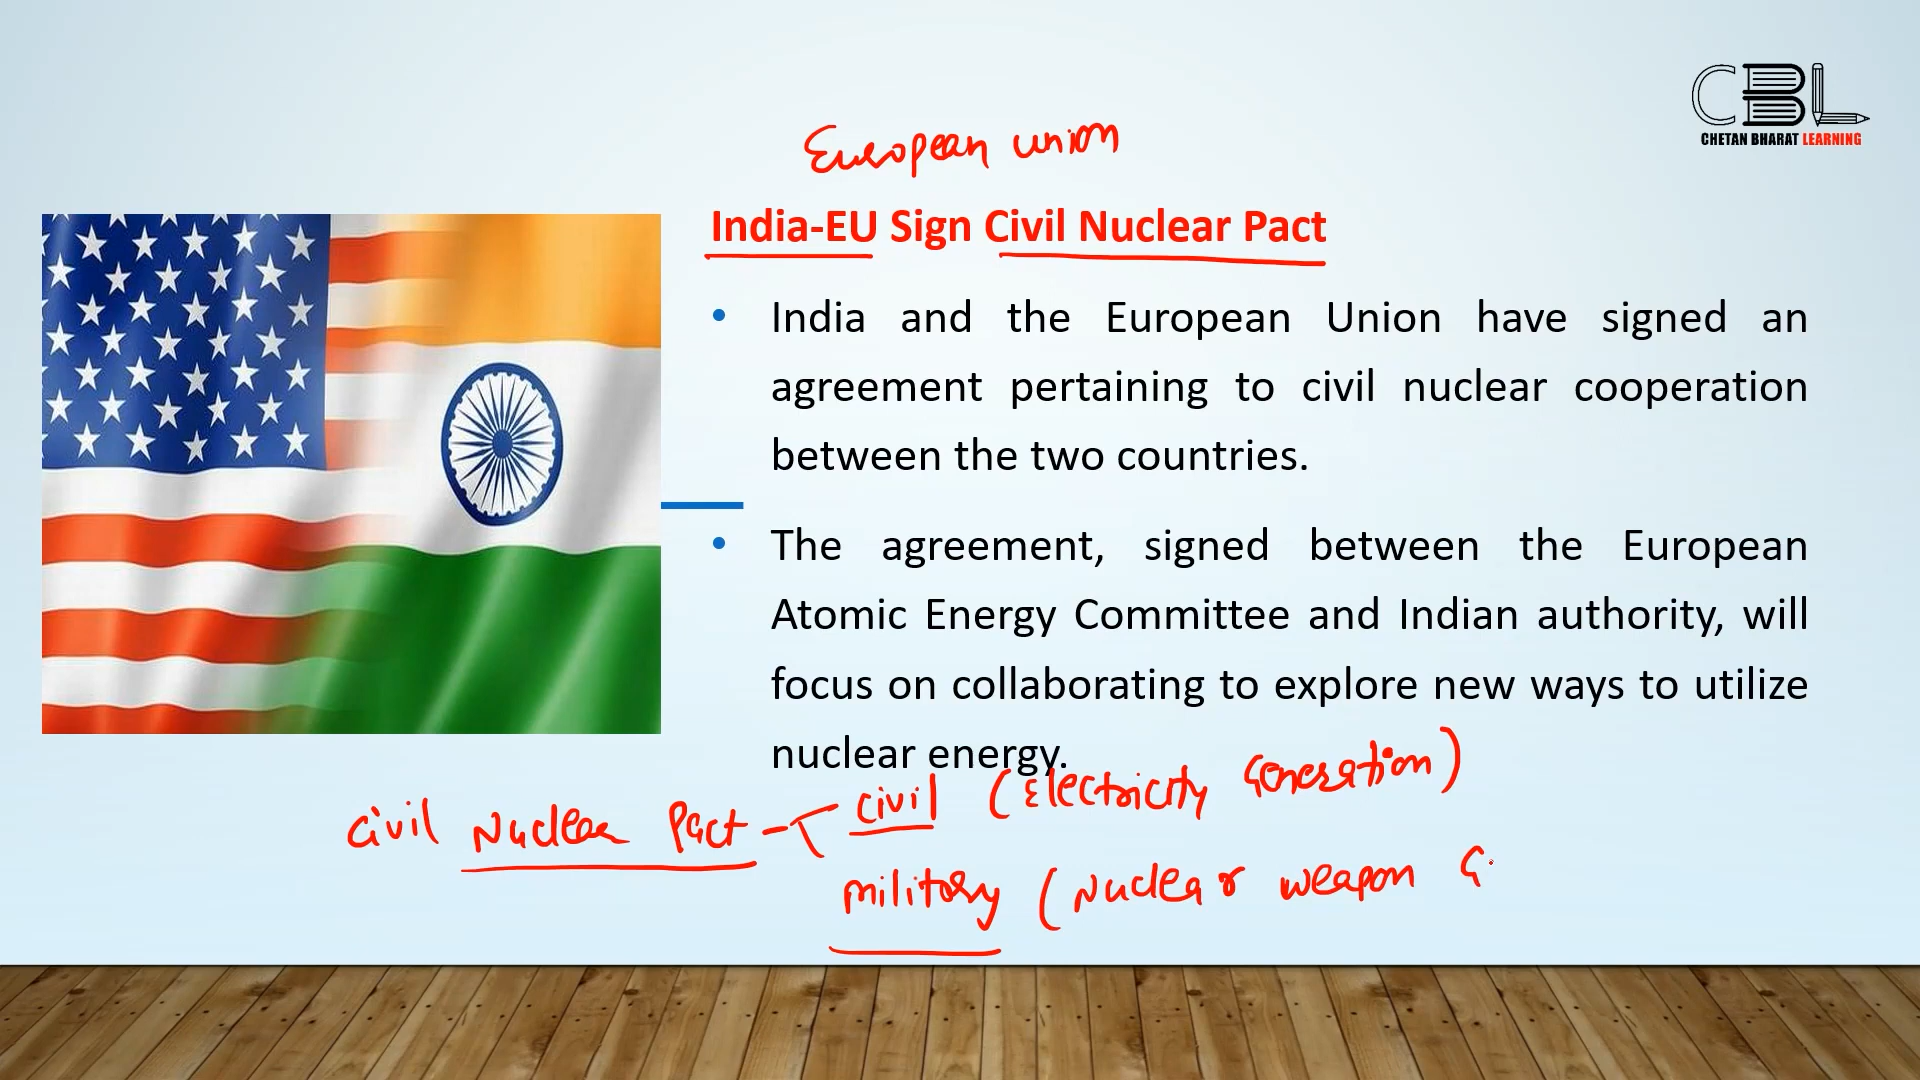 CBL
CHETAN BHARAT LEARNING
European union
India-EU Sign Civil Nuclear Pact
• India and the European Union have signed an
agreement pertaining to civil nuclear cooperation
between the two countries.
• The agreement, signed between the European
Atomic Energy Committee and Indian authority, will
focus on collaborating to explore new ways to utilize
nuclear energy.
civil Nuclear Pact - civil (Electricity Generation)
military (Nuclear weapon G